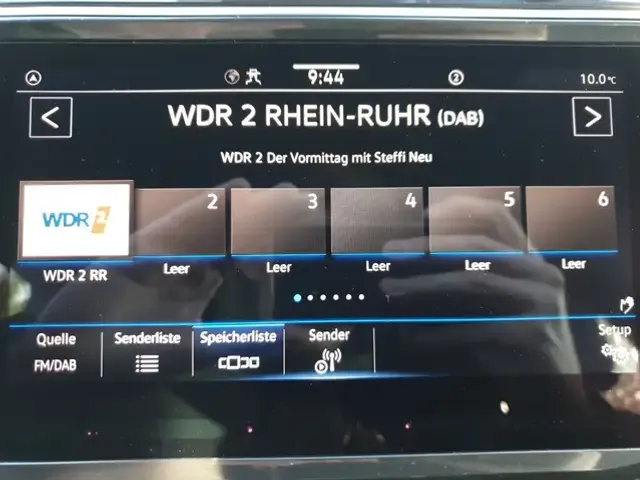 9:44
2
10.0°C
<
WDR 2 RHEIN-RUHR (DAB)
>
WDR 2 Der Vormittag mit Steffi Neu
WDR 2
2
3
4
5
6
WDR 2 RR
Leer
Leer
Leer
Leer
Leer
Quelle
Senderliste
Speicherliste
Sender
Setup
FM/DAB